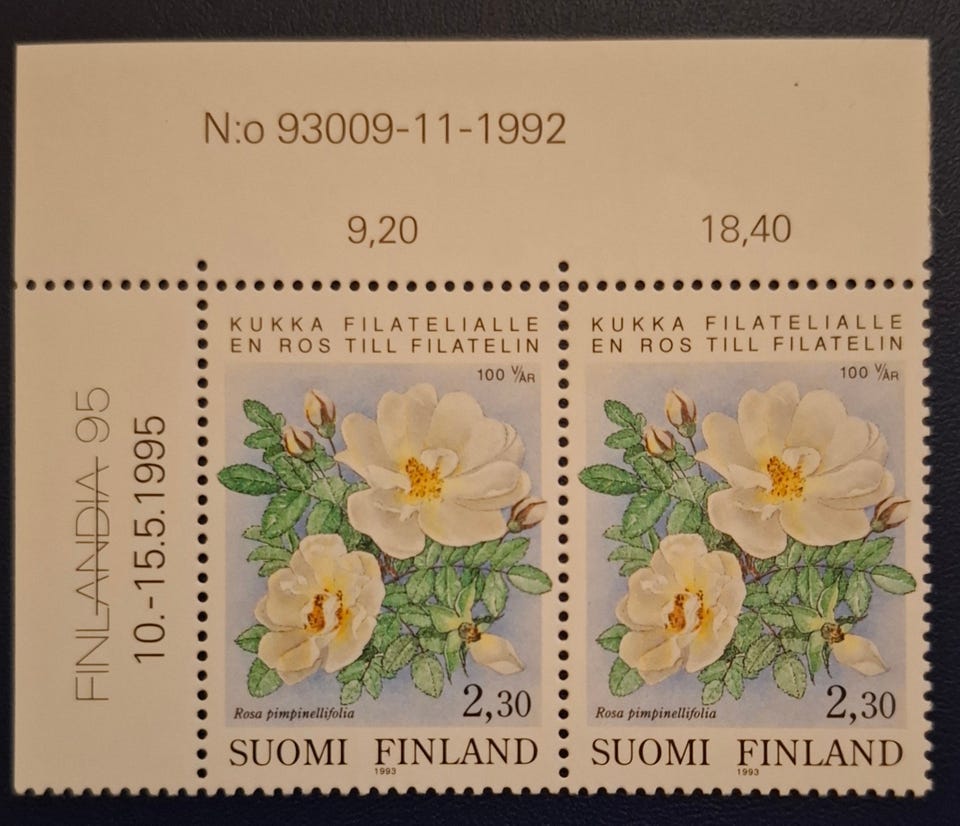 N:o 93009-11-1992
9,20 18,40
FINLANDIA 95
10.-15.5.1995
KUKKA FILATELIALLE
EN ROS TILL FILATELIN
100 V/ÅR
Rosa pimpinellifolia
2,30
SUOMI FINLAND
1993
KUKKA FILATELIALLE
EN ROS TILL FILATELIN
100 V/ÅR
Rosa pimpinellifolia
2,30
SUOMI FINLAND
1993